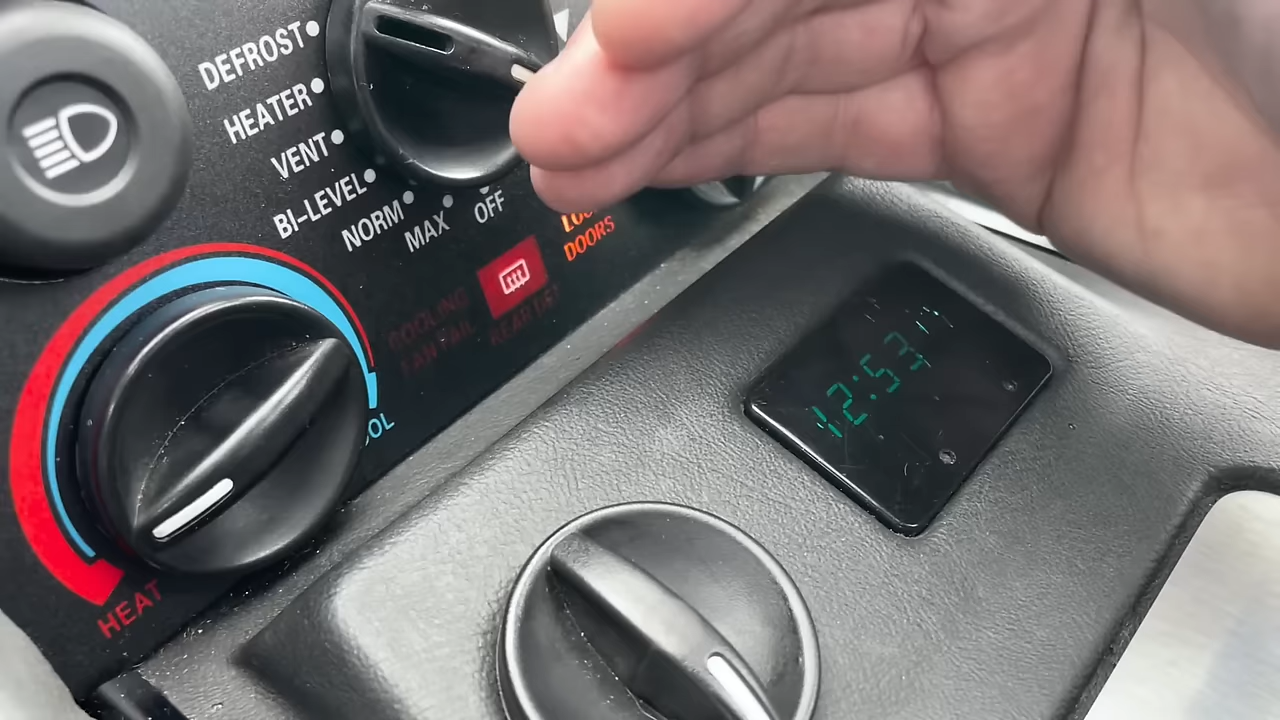 DEFROST
HEATER
VENT
BI-LEVEL
NORM
MAX
OFF
DOORS
COOLING
FAN FAIL
REAR DEF
12:53
HEAT